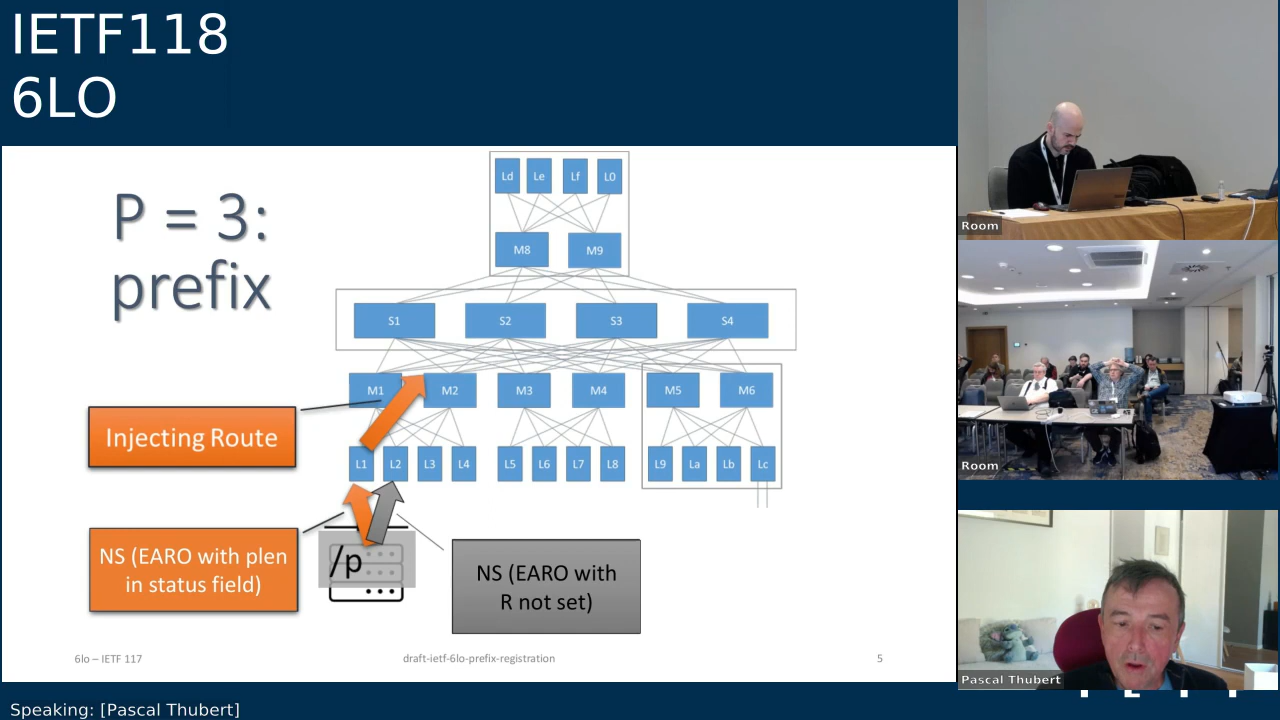 IETF118
6LO
P = 3:
prefix
Ld Le Lf L0
M8 M9
S1 S2 S3 S4
M1 M2 M3 M4 M5 M6
Injecting Route
L1 L2 L3 L4 L5 L6 L7 L8 L9 La Lb Lc
NS (EARO with plen
in status field)
/p
NS (EARO with
R not set)
6lo – IETF 117
draft-ietf-6lo-prefix-registration
5
Room
Room
Pascal Thubert
Speaking: [Pascal Thubert]